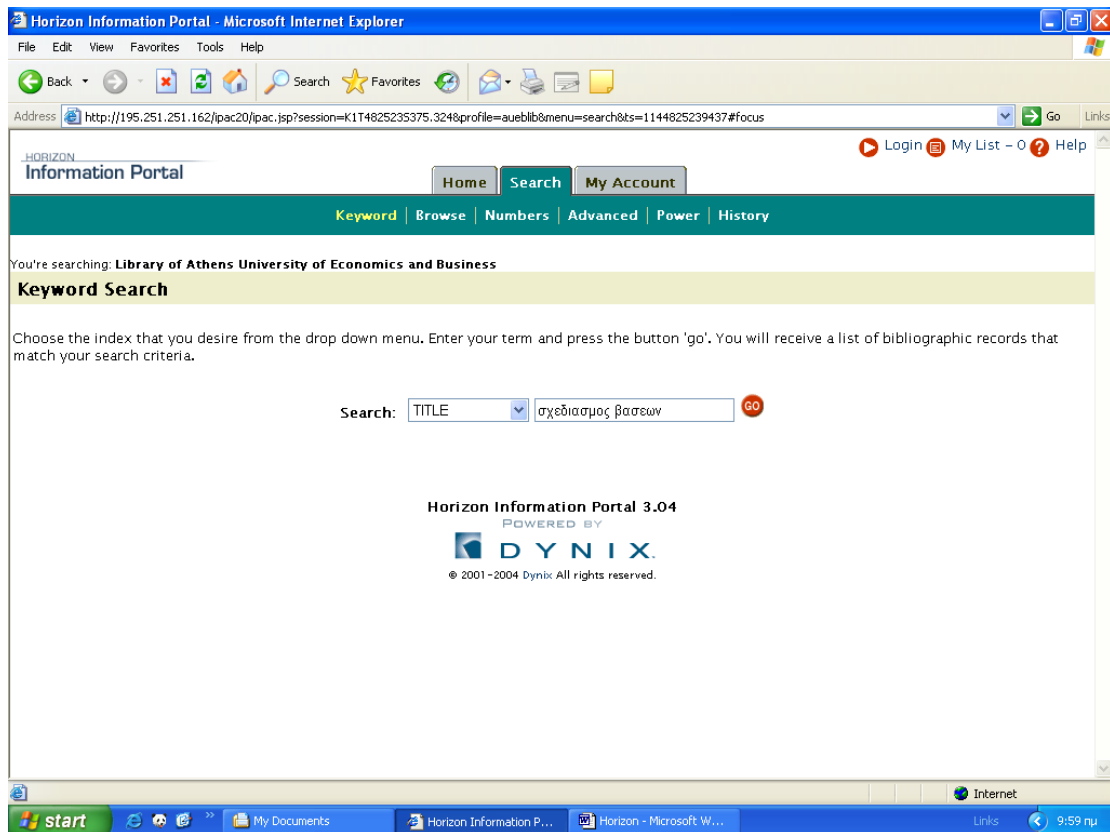 Horizon Information Portal - Microsoft Internet Explorer
File Edit View Favorites Tools Help
Back Search Favorites
Address http://195.251.251.162/ipac20/ipac.jsp?session=K1T4825235375.324&profile=aueblib&menu=search&ts=1144825239437#focus Go Links
Login My List - 0 Help
HORIZON
Information Portal
Home Search My Account
Keyword | Browse | Numbers | Advanced | Power | History
You're searching: Library of Athens University of Economics and Business
Keyword Search
Choose the index that you desire from the drop down menu. Enter your term and press the button 'go'. You will receive a list of bibliographic records that
match your search criteria.
Search: TITLE σχεδιασμος βασεων GO
Horizon Information Portal 3.04
POWERED BY
DYNIX.
© 2001-2004 Dynix All rights reserved.
Internet
start » My Documents Horizon Information P... Horizon - Microsoft W... Links 9:59 πμ